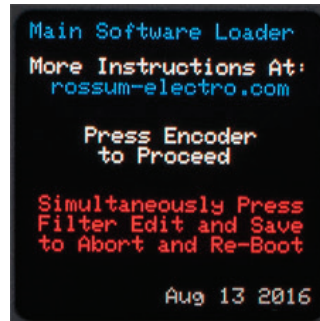 Main Software Loader
More Instructions At:
rossum-electro.com
Press Encoder
to Proceed
Simultaneously Press
Filter Edit and Save
to Abort and Re-Boot
Aug 13 2016